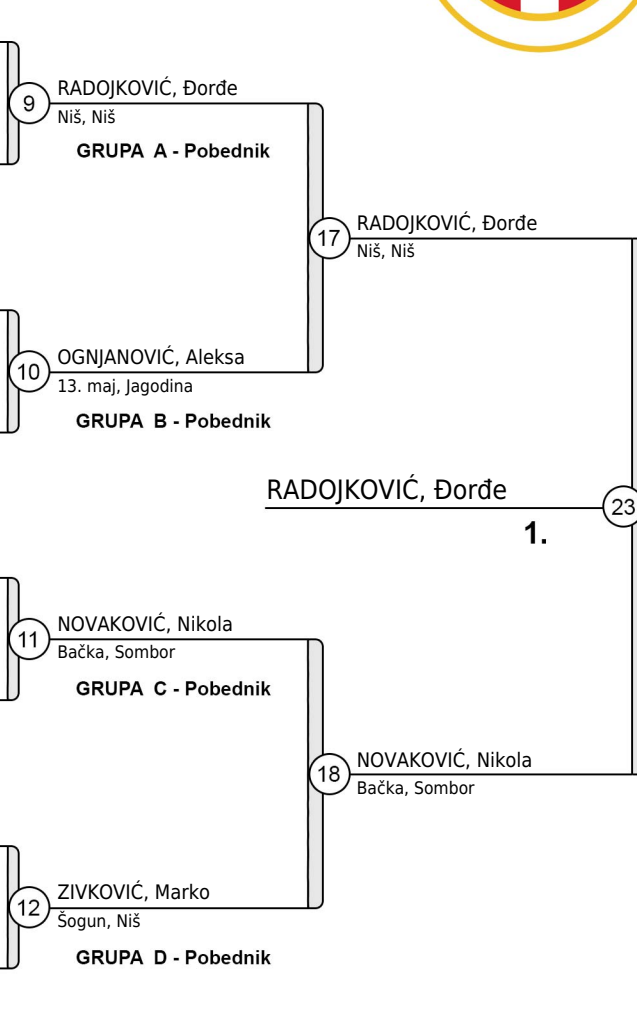 9
RADOJKOVIĆ, Đorđe
Niš, Niš
GRUPA A - Pobednik
17
RADOJKOVIĆ, Đorđe
Niš, Niš
10
OGNJANOVIĆ, Aleksa
13. maj, Jagodina
GRUPA B - Pobednik
RADOJKOVIĆ, Đorđe
23
1.
11
NOVAKOVIĆ, Nikola
Bačka, Sombor
GRUPA C - Pobednik
18
NOVAKOVIĆ, Nikola
Bačka, Sombor
12
ZIVKOVIĆ, Marko
Šogun, Niš
GRUPA D - Pobednik